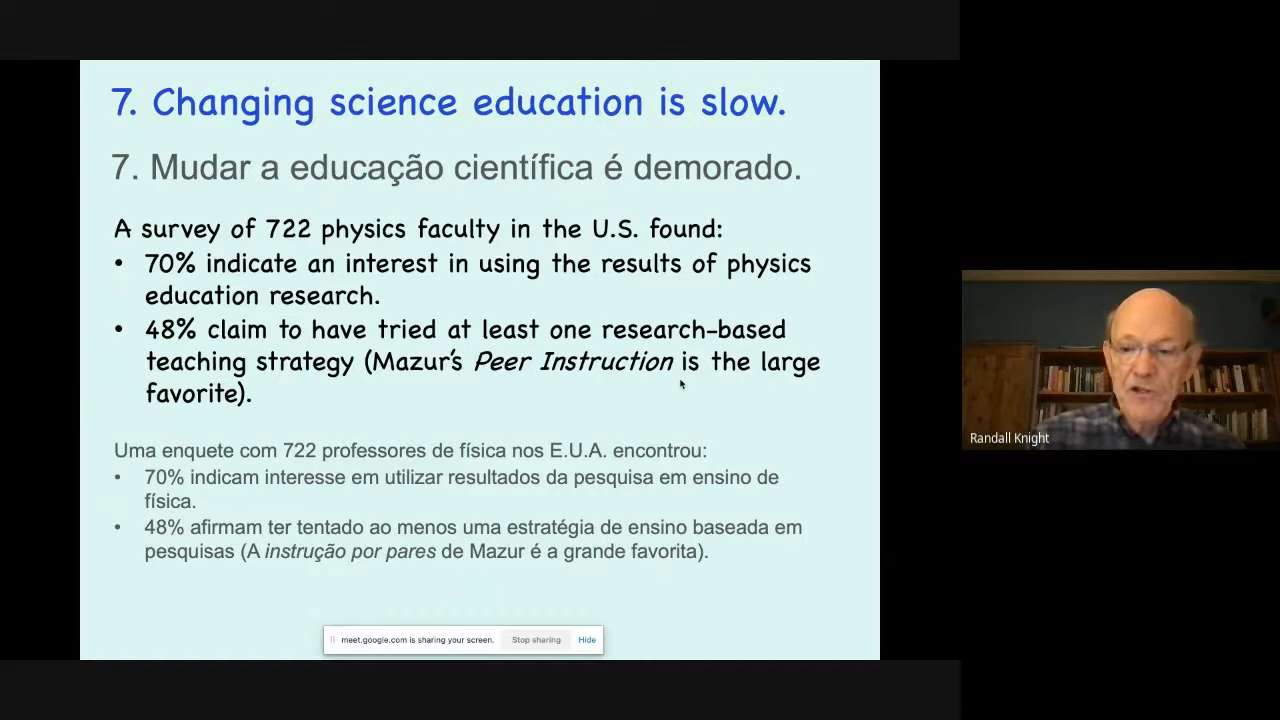 7. Changing science education is slow.
7. Mudar a educação científica é demorado.
A survey of 722 physics faculty in the U.S. found:
• 70% indicate an interest in using the results of physics
education research.
• 48% claim to have tried at least one research-based
teaching strategy (Mazur's Peer Instruction is the large
favorite).
Uma enquete com 722 professores de física nos E.U.A. encontrou:
• 70% indicam interesse em utilizar resultados da pesquisa em ensino de
física.
• 48% afirmam ter tentado ao menos uma estratégia de ensino baseada em
pesquisas (A instrução por pares de Mazur é a grande favorita).
meet.google.com is sharing your screen. Stop sharing Hide
Randall Knight